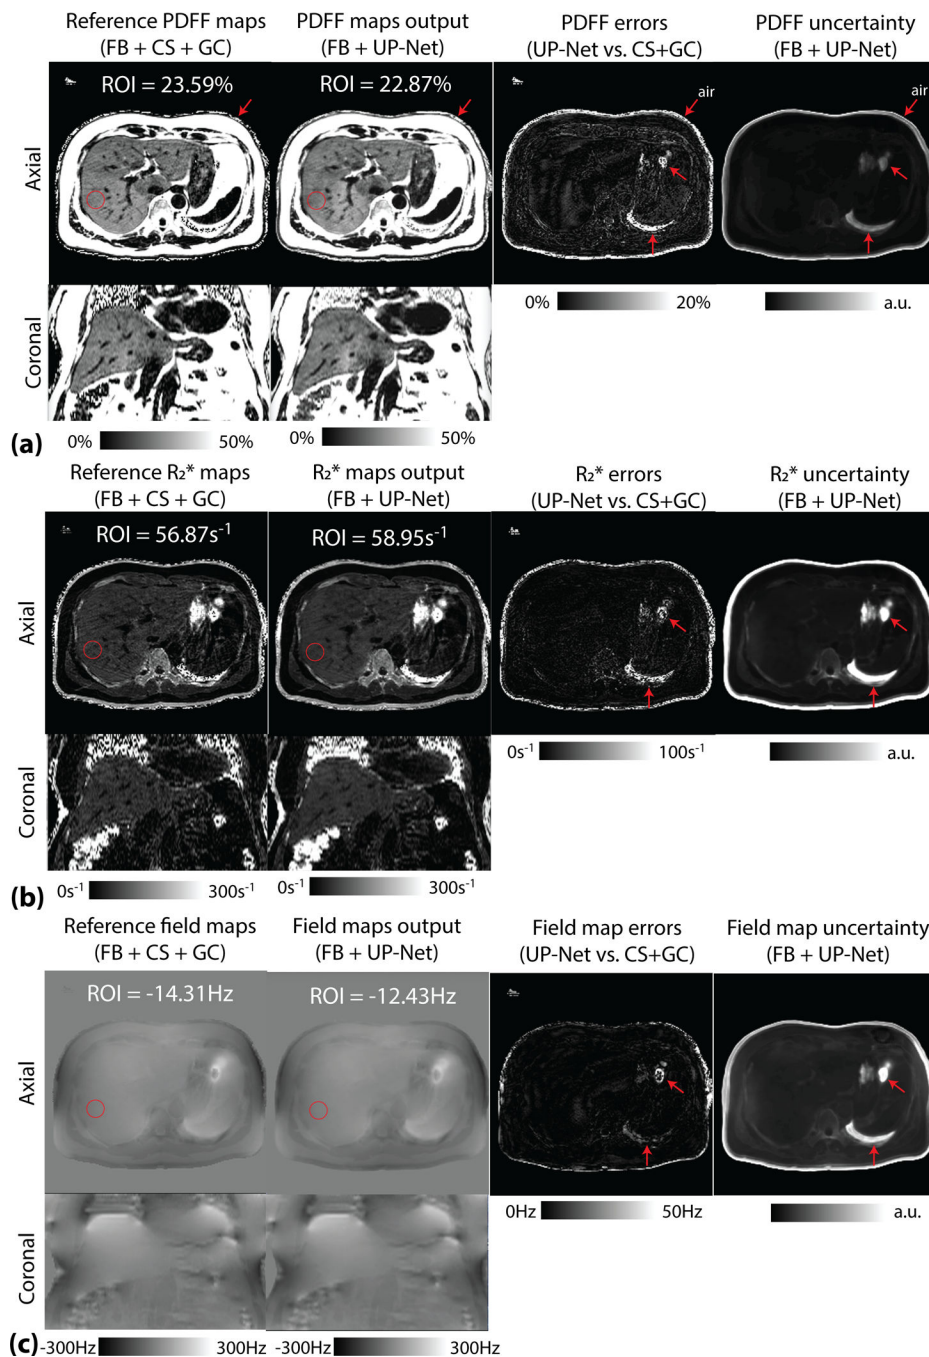 Reference PDFF maps
(FB + CS + GC)
PDFF maps output
(FB + UP-Net)
PDFF errors
(UP-Net vs. CS+GC)
PDFF uncertainty
(FB + UP-Net)
ROI = 23.59%
ROI = 22.87%
air
air
Axial
0%
20%
a.u.
Coronal
(a)
0%
50%
0%
50%
Reference R₂* maps
(FB + CS + GC)
R₂* maps output
(FB + UP-Net)
R₂* errors
(UP-Net vs. CS+GC)
R₂* uncertainty
(FB + UP-Net)
ROI = 56.87s⁻¹
ROI = 58.95s⁻¹
Axial
0s⁻¹
100s⁻¹
a.u.
Coronal
(b)
0s⁻¹
300s⁻¹
0s⁻¹
300s⁻¹
Reference field maps
(FB + CS + GC)
Field maps output
(FB + UP-Net)
Field map errors
(UP-Net vs. CS+GC)
Field map uncertainty
(FB + UP-Net)
ROI = -14.31Hz
ROI = -12.43Hz
Axial
0Hz
50Hz
a.u.
Coronal
(c)
-300Hz
300Hz
-300Hz
300Hz